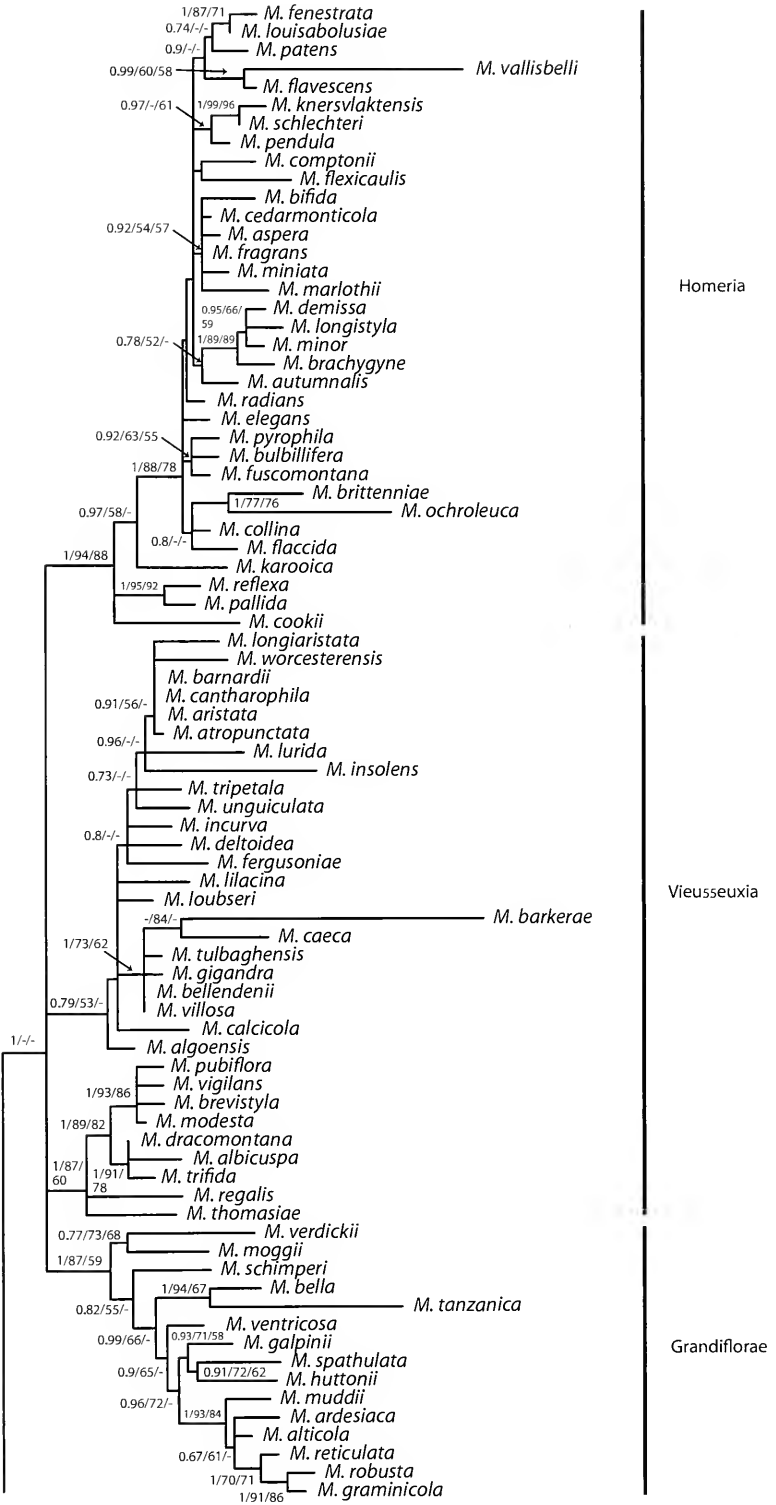 1/87/71
M. fenestrata
0.74/-/-
M. louisabolusiae
0.9/-/-
M. patens
0.99/60/58
M. vallisbelli
M. flavescens
0.97/-/61
1/99/96
M. knersvlaktensis
M. schlechteri
M. pendula
M. comptonii
M. flexicaulis
M. bifida
M. cedarmonticola
0.92/54/57
M. aspera
M. fragrans
M. miniata
M. marlothii
Homeria
0.95/66/
59
M. demissa
M. longistyla
0.78/52/-
1/89/89
M. minor
M. brachygyne
M. autumnalis
M. radians
M. elegans
0.92/63/55
M. pyrophila
M. bulbillifera
1/88/78
M. fuscomontana
M. brittenniae
1/77/76
M. ochroleuca
0.97/58/-
M. collina
0.8/-/-
M. flaccida
1/94/88
M. karooica
1/95/92
M. reflexa
M. pallida
M. cookii
M. longiaristata
M. worcesterensis
M. barnardii
0.91/56/-
M. cantharophila
M. aristata
M. atropunctata
0.96/-/-
M. lurida
M. insolens
0.73/-/-
M. tripetala
M. unguiculata
M. incurva
0.8/-/-
M. deltoidea
M. fergusoniae
M. lilacina
Vieusseuxia
M. loubseri
-/84/-
M. barkerae
M. caeca
1/73/62
M. tulbaghensis
M. gigandra
M. bellendenii
0.79/53/-
M. villosa
M. calcicola
1/-/-
M. algoensis
M. pubiflora
M. vigilans
1/93/86
M. brevistyla
M. modesta
1/89/82
M. dracomontana
M. albicuspa
1/87/
60
1/91/
78
M. trifida
M. regalis
M. thomasiae
0.77/73/68
M. verdickii
M. moggii
1/87/59
M. schimperi
1/94/67
M. bella
0.82/55/-
M. tanzanica
M. ventricosa
0.99/66/-
0.93/71/58
M. galpinii
Grandiflorae
M. spathulata
0.9/65/-
0.91/72/62
M. huttonii
M. muddii
0.96/72/-
1/93/84
M. ardesiaca
M. alticola
0.67/61/-
M. reticulata
1/70/71
M. robusta
1/91/86
M. graminicola